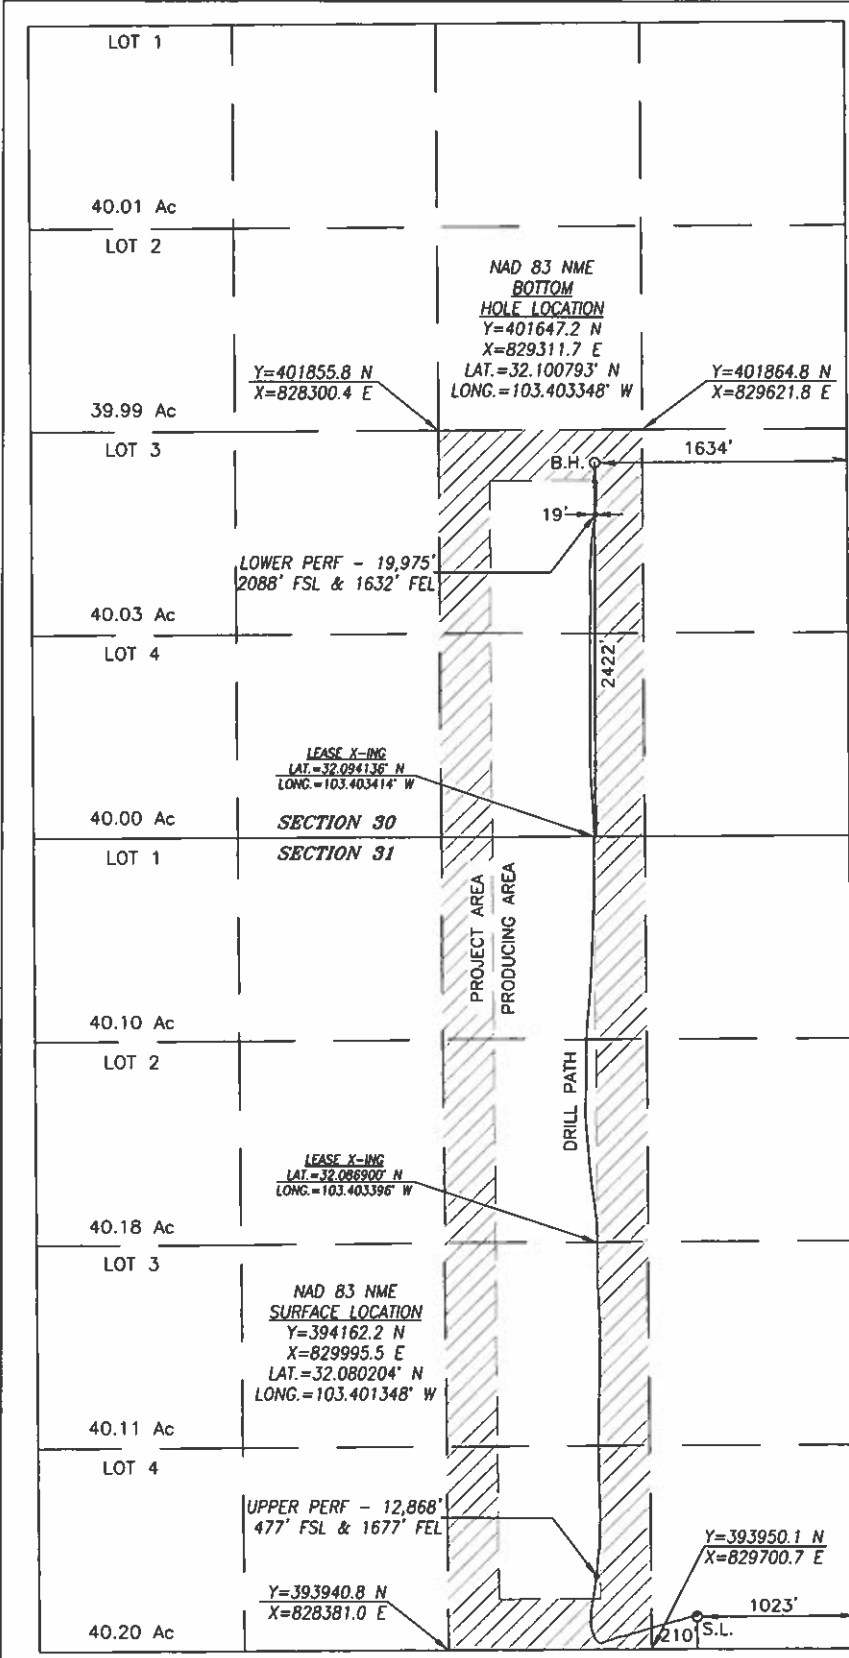 LOT 1
40.01 Ac
LOT 2
NAD 83 NME
BOTTOM
HOLE LOCATION
Y=401647.2 N
X=829311.7 E
LAT.=32.100793° N
LONG.=103.403348° W
Y=401855.8 N
X=828300.4 E
Y=401864.8 N
X=829621.8 E
39.99 Ac
LOT 3
1634'
B.H.
19'
LOWER PERF - 19,975'
2088' FSL & 1632' FEL
40.03 Ac
LOT 4
2422'
LEASE X-ING
LAT.=32.094136° N
LONG.=103.403414° W
40.00 Ac
SECTION 30
LOT 1
SECTION 31
PROJECT AREA
PRODUCING AREA
40.10 Ac
LOT 2
DRILL PATH
LEASE X-ING
LAT.=32.086900° N
LONG.=103.403396° W
40.18 Ac
LOT 3
NAD 83 NME
SURFACE LOCATION
Y=394162.2 N
X=829995.5 E
LAT.=32.080204° N
LONG.=103.401348° W
40.11 Ac
LOT 4
UPPER PERF - 12,868'
477' FSL & 1677' FEL
Y=393950.1 N
X=829700.7 E
Y=393940.8 N
X=828381.0 E
1023'
S.L.
210'
40.20 Ac